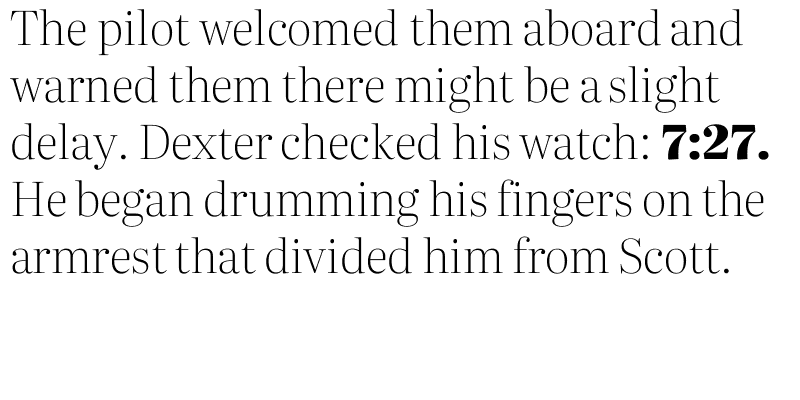 The pilot welcomed them aboard and
warned them there might be a slight
delay. Dexter checked his watch: 7:27.
He began drumming his fingers on the
armrest that divided him from Scott.